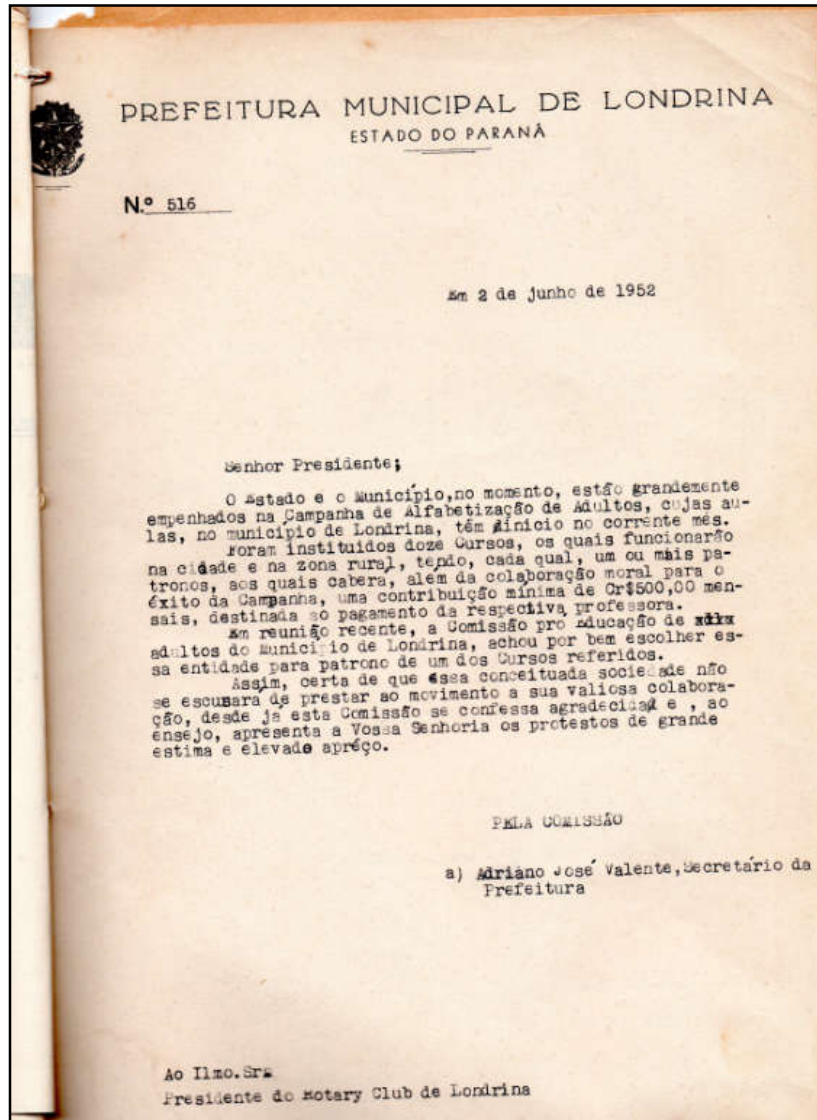 PREFEITURA MUNICIPAL DE LONDRINA
ESTADO DO PARANÁ
N.º 516
Em 2 de junho de 1952
Senhor Presidente;
O Estado e o Município,no momento, estão grandemente
empenhados na Campanha de Alfabetização de Adultos, cujas au-
las, no município de Londrina, têm inicio no corrente mês.
Foram instituidos doze Cursos, os quais funcionarão
na cidade e na zona rural, tendo, cada qual, um ou mais pa-
tronos, aos quais cabera, alem da colaboração moral para o
éxito da Campanha, uma contribuição mínima de Cr$500,00 men-
sais, destinada ao pagamento da respectiva professora.
Em reunião recente, a Comissão pro Educação de
adultos do Municipio de Londrina, achou por bem escolher es-
sa entidade para patrono de um dos Cursos referidos.
Assim, certa de que essa conceituada sociedade não
se escusará de prestar ao movimento a sua valiosa colabora-
ção, desde ja esta Comissão se confessa agradecida e , ao
ensejo, apresenta a Vossa Senhoria os protestos de grande
estima e elevado apréço.
PELA COMISSÃO
a) Adriano José Valente,Secretário da
Prefeitura
Ao Ilmo.Sr.
Presidente do Rotary Club de Londrina